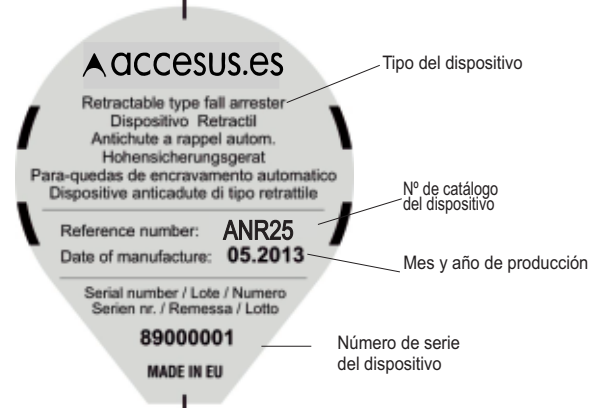 accesus.es
Tipo del dispositivo
Retractable type fall arrester
Dispositivo Retractil
Antichute a rappel autom.
Hohensicherungsgerat
Para-quedas de encravamento automatico
Dispositive anticadute di tipo retrattile
Nº de catálogo
del dispositivo
Reference number: ANR25
Date of manufacture: 05.2013
Mes y año de producción
Serial number / Lote / Numero
Serien nr. / Remessa / Lotto
89000001
Número de serie
del dispositivo
MADE IN EU